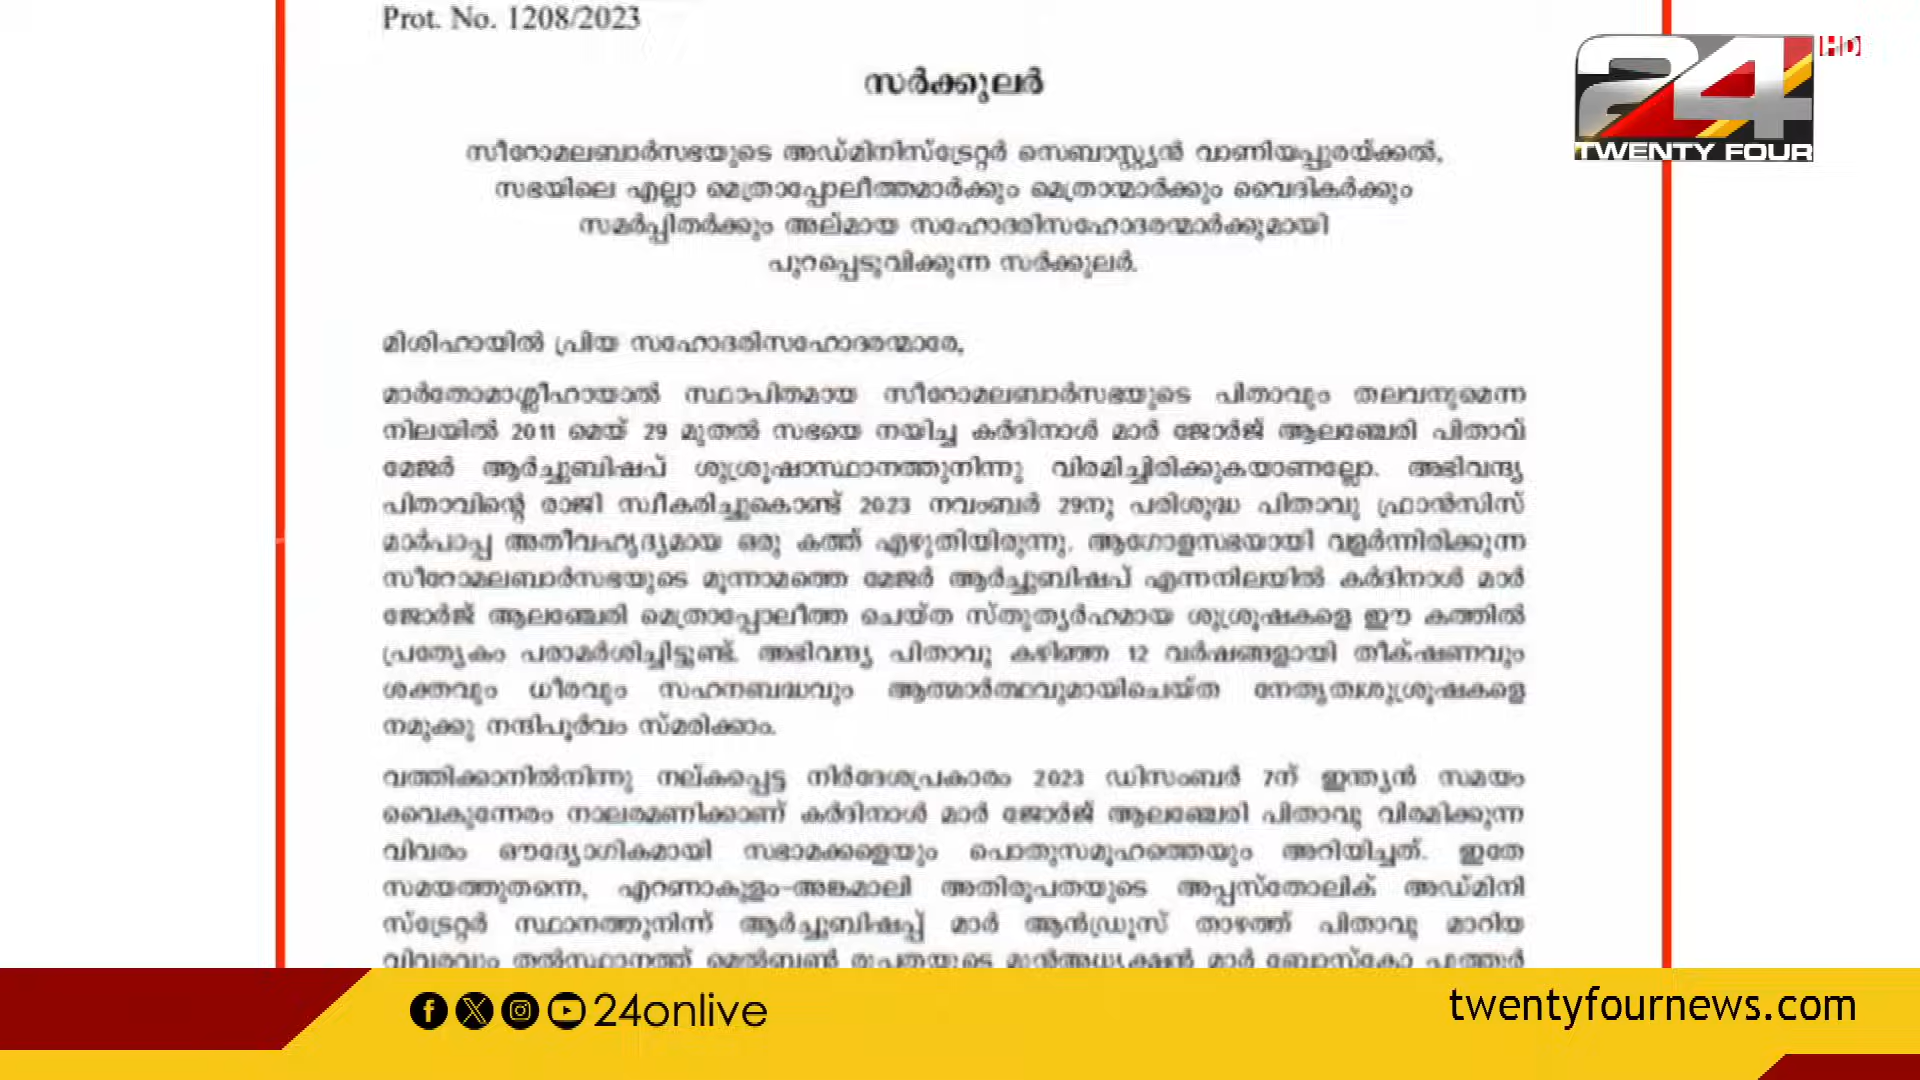 Prot. No. 1208/2023
സർക്കുലർ
സീറോമലബാർസഭയുടെ അഡ്മിനിസ്ട്രേറ്റർ സെബാസ്റ്റ്യൻ വാണിയപ്പുരയ്ക്കൽ,
സഭയിലെ എല്ലാ മെത്രാപ്പോലീത്തമാർക്കും മെത്രാന്മാർക്കും വൈദികർക്കും
സമർപ്പിതർക്കും അല്മായ സഹോദരിസഹോദരന്മാർക്കുമായി
പുറപ്പെടുവിക്കുന്ന സർക്കുലർ.
മിശിഹായിൽ പ്രിയ സഹോദരിസഹോദരന്മാരേ,
മാർതോമാശ്ലീഹായാൽ സ്ഥാപിതമായ സീറോമലബാർസഭയുടെ പിതാവും തലവനുമെന്ന
നിലയിൽ 2011 മെയ് 29 മുതൽ സഭയെ നയിച്ച കർദിനാൾ മാർ ജോർജ് ആലഞ്ചേരി പിതാവ്
മേജർ ആർച്ചുബിഷപ് ശുശ്രൂഷാസ്ഥാനത്തുനിന്നു വിരമിച്ചിരിക്കുകയാണല്ലോ. അഭിവന്ദ്യ
പിതാവിന്റെ രാജി സ്വീകരിച്ചുകൊണ്ട് 2023 നവംബർ 29നു പരിശുദ്ധ പിതാവു ഫ്രാൻസിസ്
മാർപാപ്പ അതീവഹൃദ്യമായ ഒരു കത്ത് എഴുതിയിരുന്നു. ആഗോളസഭയായി വളർന്നിരിക്കുന്ന
സീറോമലബാർസഭയുടെ മൂന്നാമത്തെ മേജർ ആർച്ചുബിഷപ് എന്നനിലയിൽ കർദിനാൾ മാർ
ജോർജ് ആലഞ്ചേരി മെത്രാപ്പോലീത്ത ചെയ്ത സ്തുത്യർഹമായ ശുശ്രൂഷകളെ ഈ കത്തിൽ
പ്രത്യേകം പരാമർശിച്ചിട്ടുണ്ട്. അഭിവന്ദ്യ പിതാവു കഴിഞ്ഞ 12 വർഷങ്ങളായി തീക്ഷണവും
ശക്തവും ധീരവും സഹനബദ്ധവും ആത്മാർത്ഥവുമായിചെയ്ത നേതൃത്വശുശ്രൂഷകളെ
നമുക്കു നന്ദിപൂർവം സ്മരിക്കാം.
വത്തിക്കാനിൽനിന്നു നല്കപ്പെട്ട നിർദേശപ്രകാരം 2023 ഡിസംബർ 7ന് ഇന്ത്യൻ സമയം
വൈകുന്നേരം നാലരമണിക്കാണ് കർദിനാൾ മാർ ജോർജ് ആലഞ്ചേരി പിതാവു വിരമിക്കുന്ന
വിവരം ഔദ്യോഗികമായി സഭാമക്കളെയും പൊതുസമൂഹത്തെയും അറിയിച്ചത്. ഇതേ
സമയത്തുതന്നെ, എറണാകുളം-അങ്കമാലി അതിരൂപതയുടെ അപ്പസ്തോലിക് അഡ്മിനി
സ്ട്രേറ്റർ സ്ഥാനത്തുനിന്ന് ആർച്ചുബിഷപ്പ് മാർ ആൻഡ്രൂസ് താഴത്ത് പിതാവു മാറിയ
വിവരവും തൽസ്ഥാനത്ത് മെൽബൺ രൂപതയുടെ മുൻഅധ്യക്ഷൻ മാർ ബോസ്കോ പുത്തൂർ
24
HD
TWENTY FOUR
24onlive
twentyfournews.com